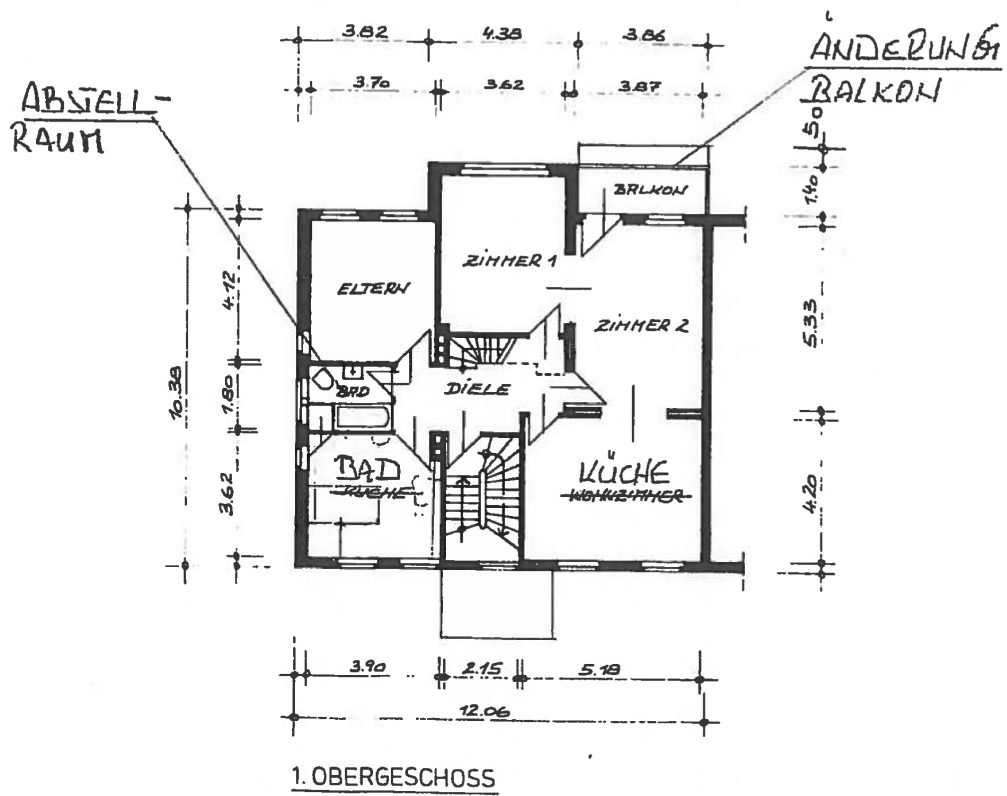 3.82 4.38 3.86
3.70 3.62 3.87
ÄNDERUNG
BALKON
ABSTELL-
RAUM
50
1.40
BALKON
ZIMMER 1
ELTERN
ZIMMER 2
4.12
5.33
10.38
1.80
BAD
DIELE
3.62
BAD
KÜCHE
KÜCHE
WOHNZIMMER
4.20
3.90 2.15 5.18
12.06
1. OBERGESCHOSS